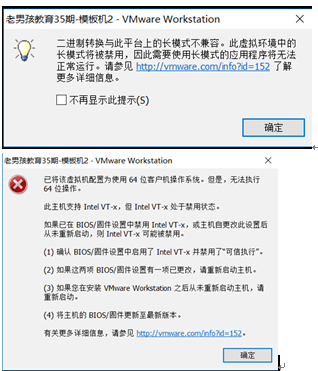 老男孩教育35期-模板机2 - VMware Workstation
二进制转换与此平台上的长模式不兼容。此虚拟环境中的
长模式将被禁用，因此需要使用长模式的应用程序将无法
正常运行。请参见 http://vmware.com/info?id=152 了解
更多详细信息。
不再显示此提示(S)
确定
老男孩教育35期-模板机2 - VMware Workstation
已将该虚拟机配置为使用 64 位客户机操作系统。但是，无法执行
64 位操作。
此主机支持 Intel VT-x，但 Intel VT-x 处于禁用状态。
如果已在 BIOS/固件设置中禁用 Intel VT-x，或主机自更改此设置后
从未重新启动，则 Intel VT-x 可能被禁用。
(1) 确认 BIOS/固件设置中启用了 Intel VT-x 并禁用了“可信执行”。
(2) 如果这两项 BIOS/固件设置有一项已更改，请重新启动主机。
(3) 如果您在安装 VMware Workstation 之后从未重新启动主机，请
重新启动。
(4) 将主机的 BIOS/固件更新至最新版本。
有关更多详细信息，请参见 http://vmware.com/info?id=152。
确定